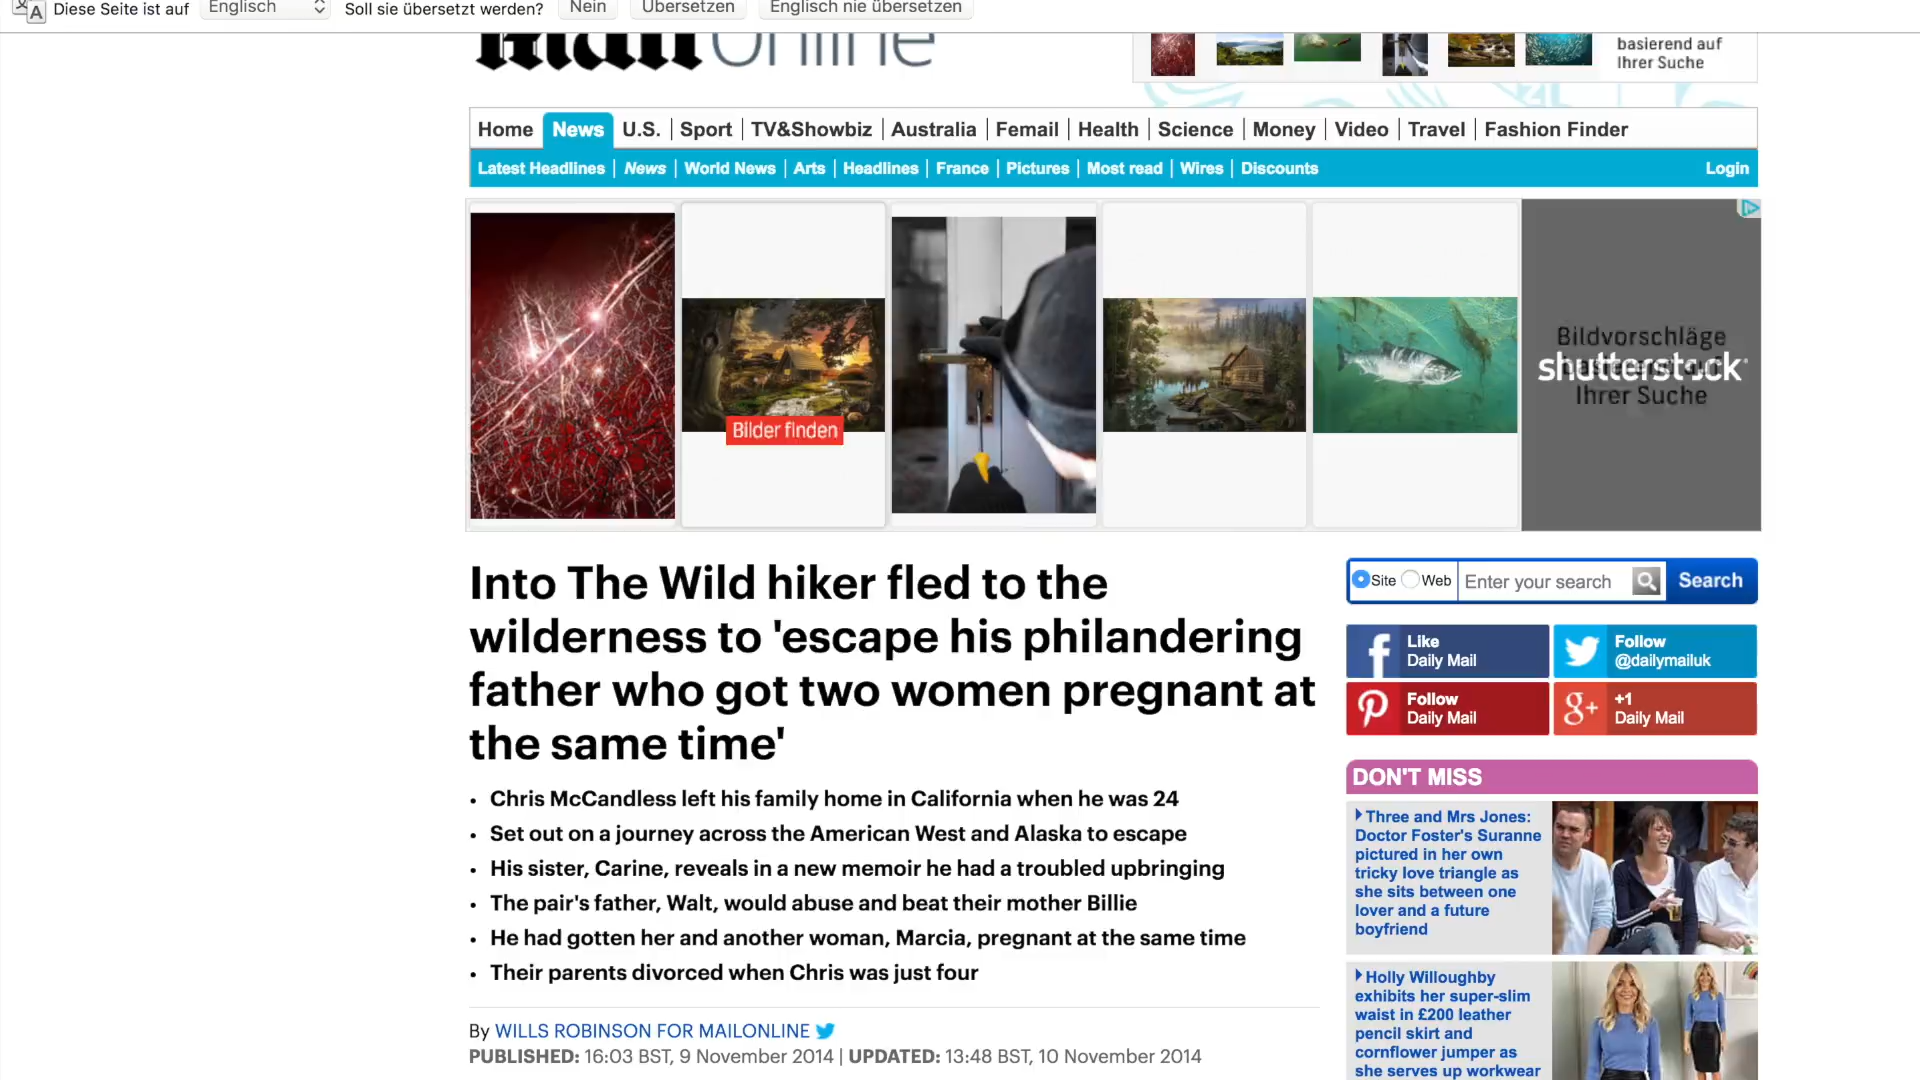 Diese Seite ist auf Englisch Soll sie übersetzt werden? Nein Übersetzen Englisch nie übersetzen
Mail Online
basierend auf
Ihrer Suche
Home News U.S. Sport TV&Showbiz Australia Femail Health Science Money Video Travel Fashion Finder
Latest Headlines News World News Arts Headlines France Pictures Most read Wires Discounts Login
Bilder finden
Bildvorschläge
shutterstock
Ihrer Suche
Into The Wild hiker fled to the
wilderness to 'escape his philandering
father who got two women pregnant at
the same time'
• Chris McCandless left his family home in California when he was 24
• Set out on a journey across the American West and Alaska to escape
• His sister, Carine, reveals in a new memoir he had a troubled upbringing
• The pair's father, Walt, would abuse and beat their mother Billie
• He had gotten her and another woman, Marcia, pregnant at the same time
• Their parents divorced when Chris was just four
By WILLS ROBINSON FOR MAILONLINE
PUBLISHED: 16:03 BST, 9 November 2014 | UPDATED: 13:48 BST, 10 November 2014
Site Web Enter your search Search
Like
Daily Mail
Follow
@dailymailuk
Follow
Daily Mail
+1
Daily Mail
DON'T MISS
Three and Mrs Jones:
Doctor Foster's Suranne
pictured in her own
tricky love triangle as
she sits between one
lover and a future
boyfriend
Holly Willoughby
exhibits her super-slim
waist in £200 leather
pencil skirt and
cornflower jumper as
she serves up workwear